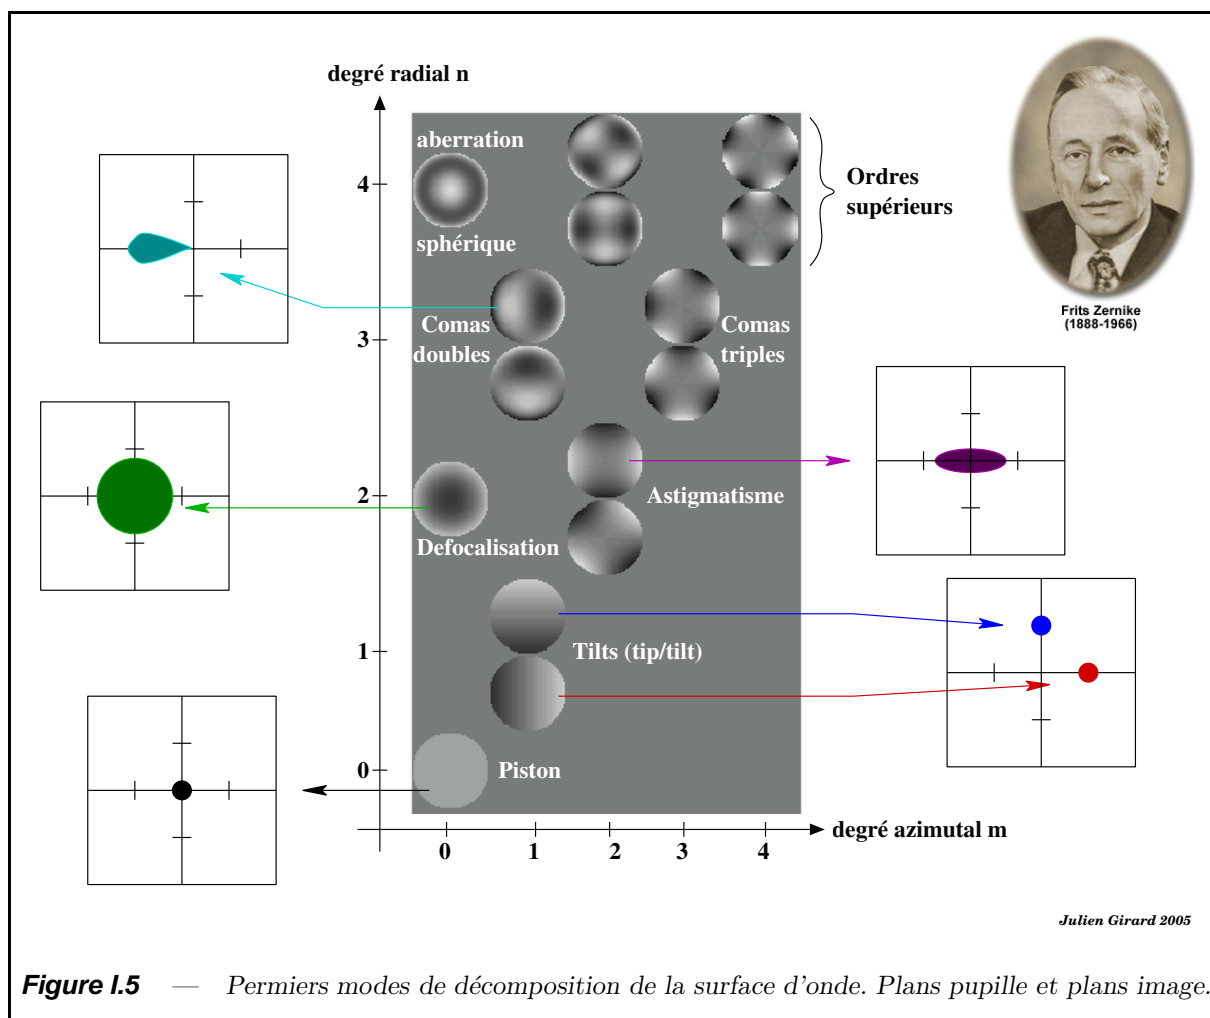 degré radial n
aberration
sphérique
4
Ordres
supérieurs
Frits Zernike
(1888-1966)
Comas
doubles
3
Comas
triples
2
Astigmatisme
Defocalisation
1
Tilts (tip/tilt)
0
Piston
degré azimutal m
0 1 2 3 4
Julien Girard 2005
Figure I.5 — Permiers modes de décomposition de la surface d'onde. Plans pupille et plans image.